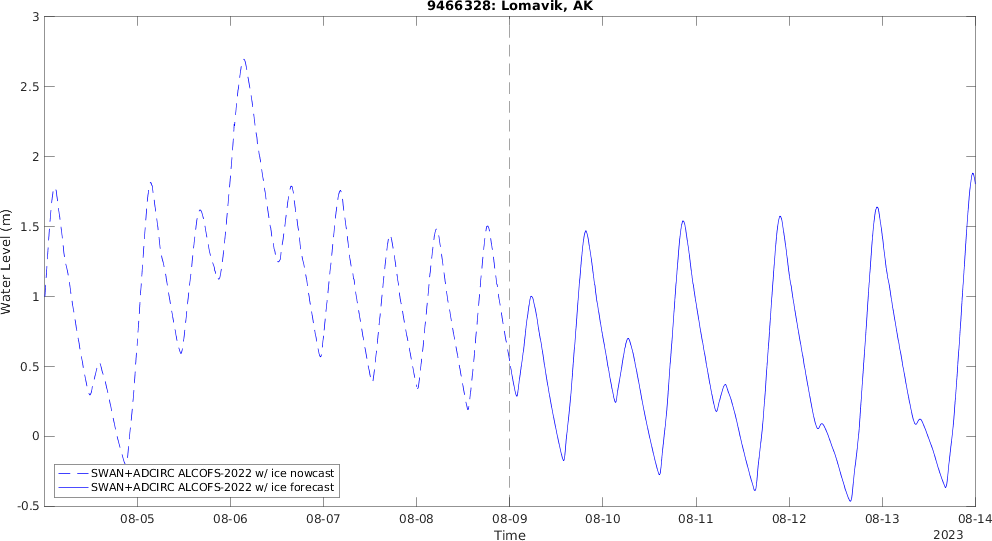 9466328: Lomavik, AK
3
2.5
2
1.5
1
0.5
0
-0.5
Water Level (m)
SWAN+ADCIRC ALCOFS-2022 w/ ice nowcast
SWAN+ADCIRC ALCOFS-2022 w/ ice forecast
08-05 08-06 08-07 08-08 08-09 08-10 08-11 08-12 08-13 08-14
Time
2023